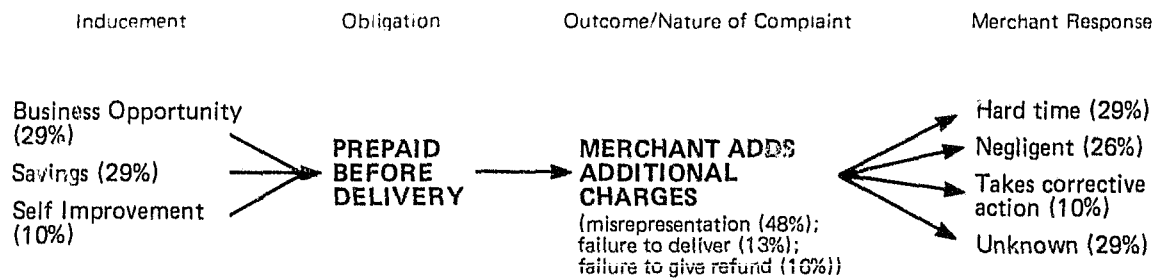 Inducement
Obligation
Outcome/Nature of Complaint
Merchant Response
Business Opportunity
(29%)
Savings (29%)
Self Improvement
(10%)
PREPAID
BEFORE
DELIVERY
MERCHANT ADDS
ADDITIONAL
CHARGES
(misrepresentation (48%);
failure to deliver (13%);
failure to give refund (16%))
Hard time (29%)
Negligent (26%)
Takes corrective
action (10%)
Unknown (29%)